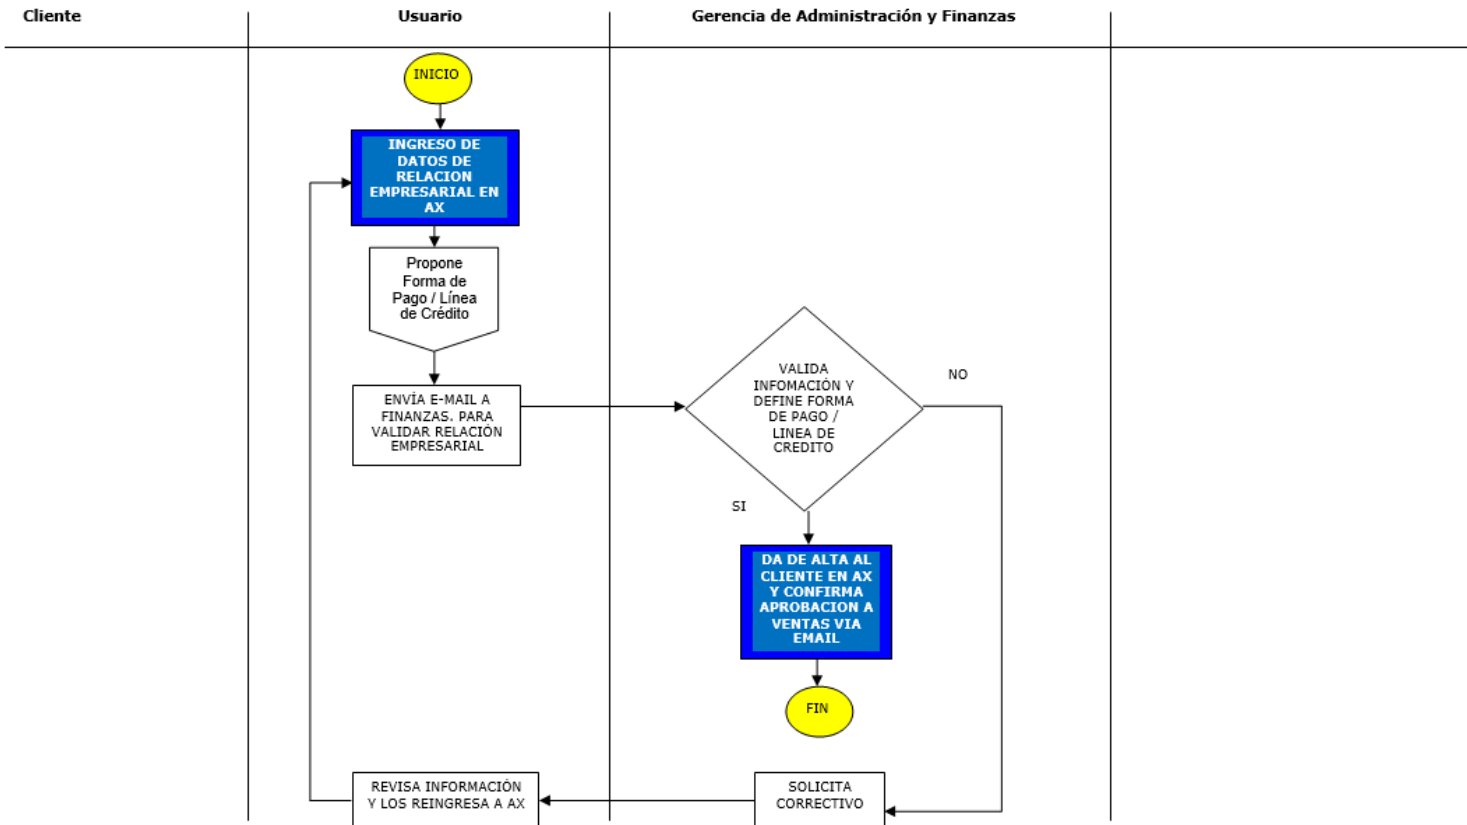 Cliente
Usuario
Gerencia de Administración y Finanzas
INICIO
INGRESO DE
DATOS DE
RELACION
EMPRESARIAL EN
AX
Propone
Forma de
Pago / Línea
de Crédito
ENVÍA E-MAIL A
FINANZAS. PARA
VALIDAR RELACIÓN
EMPRESARIAL
VALIDA
INFOMACIÓN Y
DEFINE FORMA
DE PAGO /
LINEA DE
CREDITO
NO
SI
DA DE ALTA AL
CLIENTE EN AX
Y CONFIRMA
APROBACION A
VENTAS VIA
EMAIL
FIN
REVISA INFORMACIÓN
Y LOS REINGRESA A AX
SOLICITA
CORRECTIVO